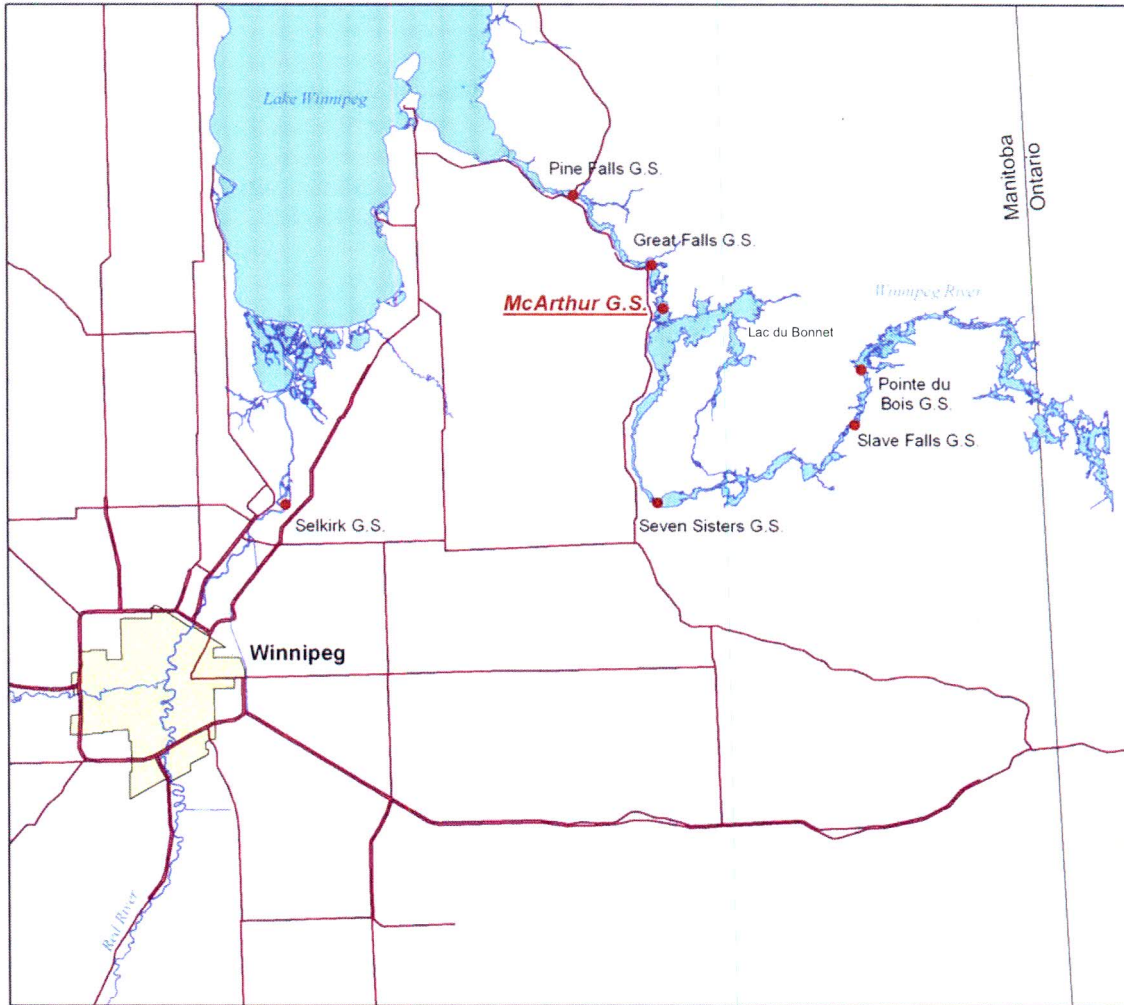 Lake Winnipeg
Pine Falls G.S.
Manitoba
Ontario
Great Falls G.S.
McArthur G.S.
Winnipeg River
Lac du Bonnet
Pointe du
Bois G.S.
Slave Falls G.S.
Selkirk G.S.
Seven Sisters G.S.
Winnipeg
Red River